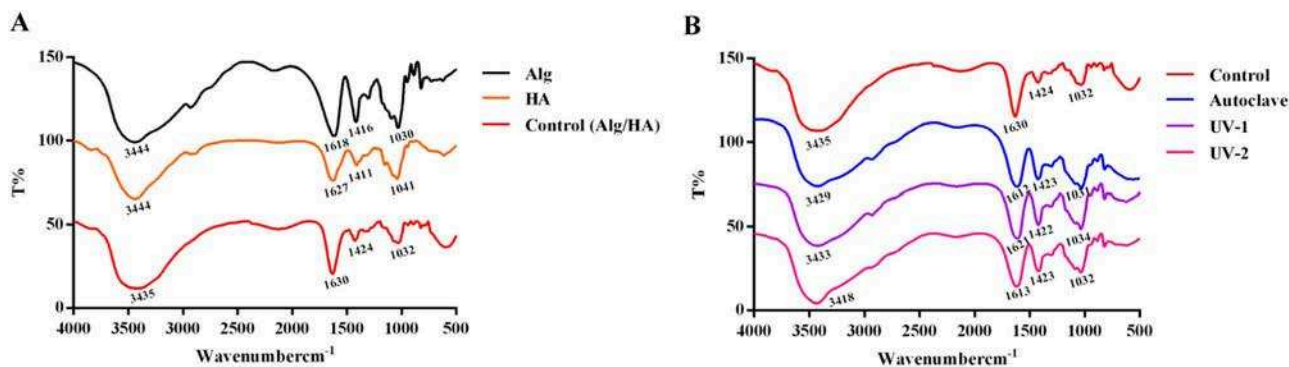 A
150
100
50
0
T%
3444
1618
1416
1030
3444
1627
1411
1041
3435
1630
1424
1032
4000 3500 3000 2500 2000 1500 1000 500
Wavenumbercm-1
Alg
HA
Control (Alg/HA)
B
150
100
50
0
T%
3435
1630
1424
1032
3429
1612
1423
1031
3433
1621
1422
1034
3418
1613
1423
1032
4000 3500 3000 2500 2000 1500 1000 500
Wavenumbercm-1
Control
Autoclave
UV-1
UV-2